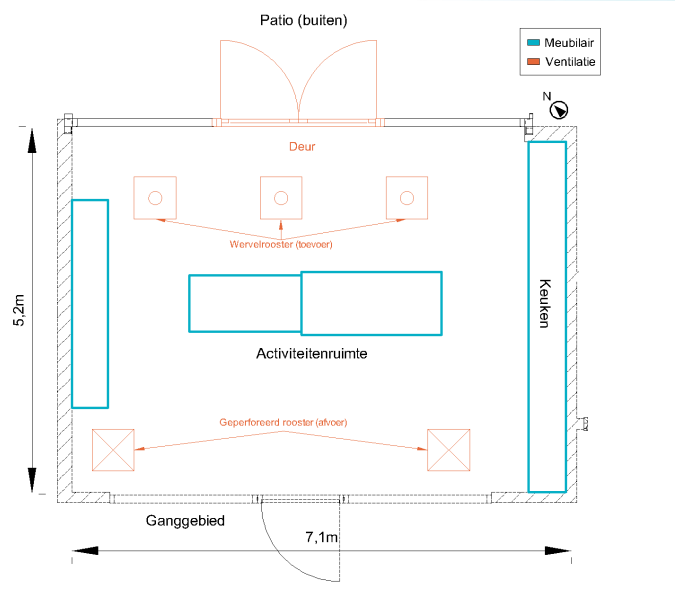 Patio (buiten)
Meubilair
Ventilatie
N
Deur
Wervelrooster (toevoer)
5,2m
Keuken
Activiteitenruimte
Geperforeerd rooster (afvoer)
Ganggebied
7,1m